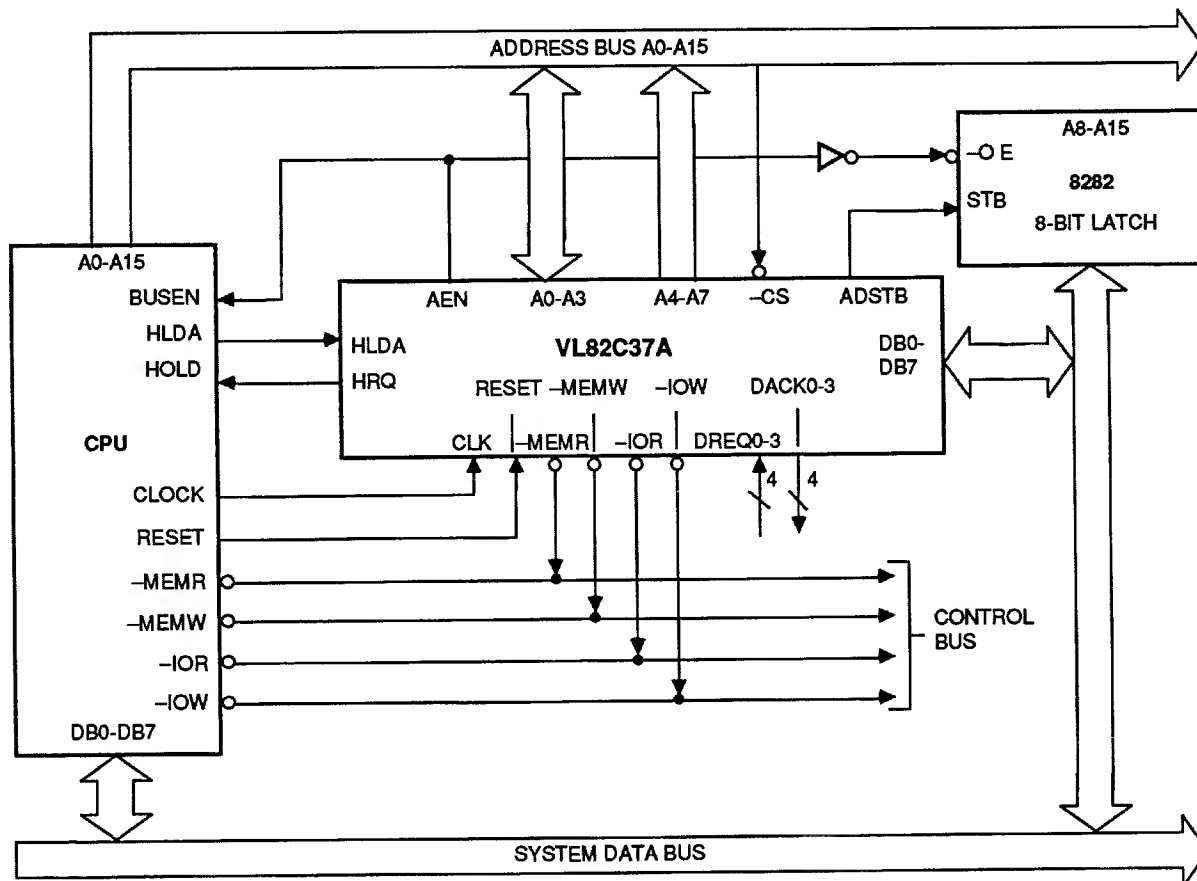 ADDRESS BUS A0-A15
A8-A15
–O E
8282
STB
8-BIT LATCH
A0-A15
BUSEN
AEN
A0-A3
A4-A7
–CS
ADSTB
HLDA
HLDA
VL82C37A
DB0-
DB7
HOLD
HRQ
RESET –MEMW
–IOW
DACK0-3
CPU
CLK
–MEMR
–IOR
DREQ0-3
4
4
CLOCK
RESET
–MEMR
–MEMW
CONTROL
BUS
–IOR
–IOW
DB0-DB7
SYSTEM DATA BUS